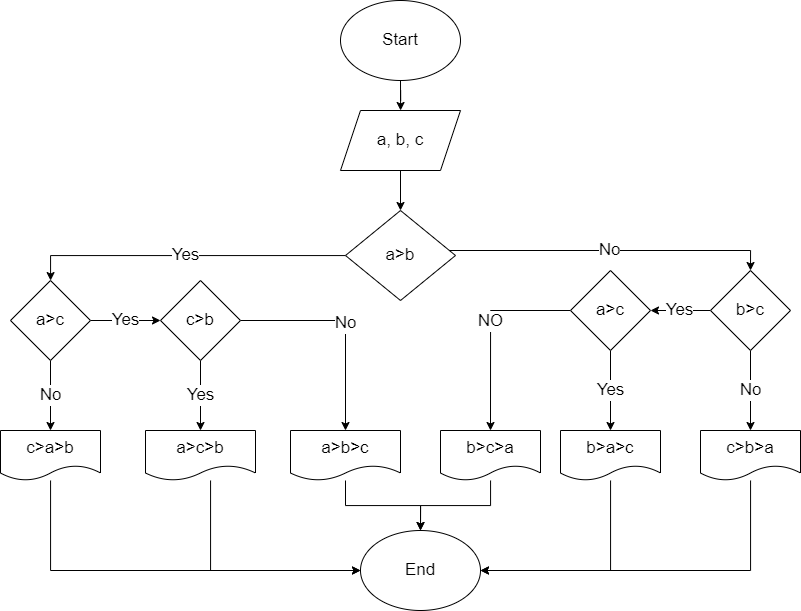 Start
a, b, c
a>b
Yes
No
a>c
Yes
c>b
No
NO
a>c
Yes
b>c
No
Yes
Yes
No
c>a>b
a>c>b
a>b>c
b>c>a
b>a>c
c>b>a
End